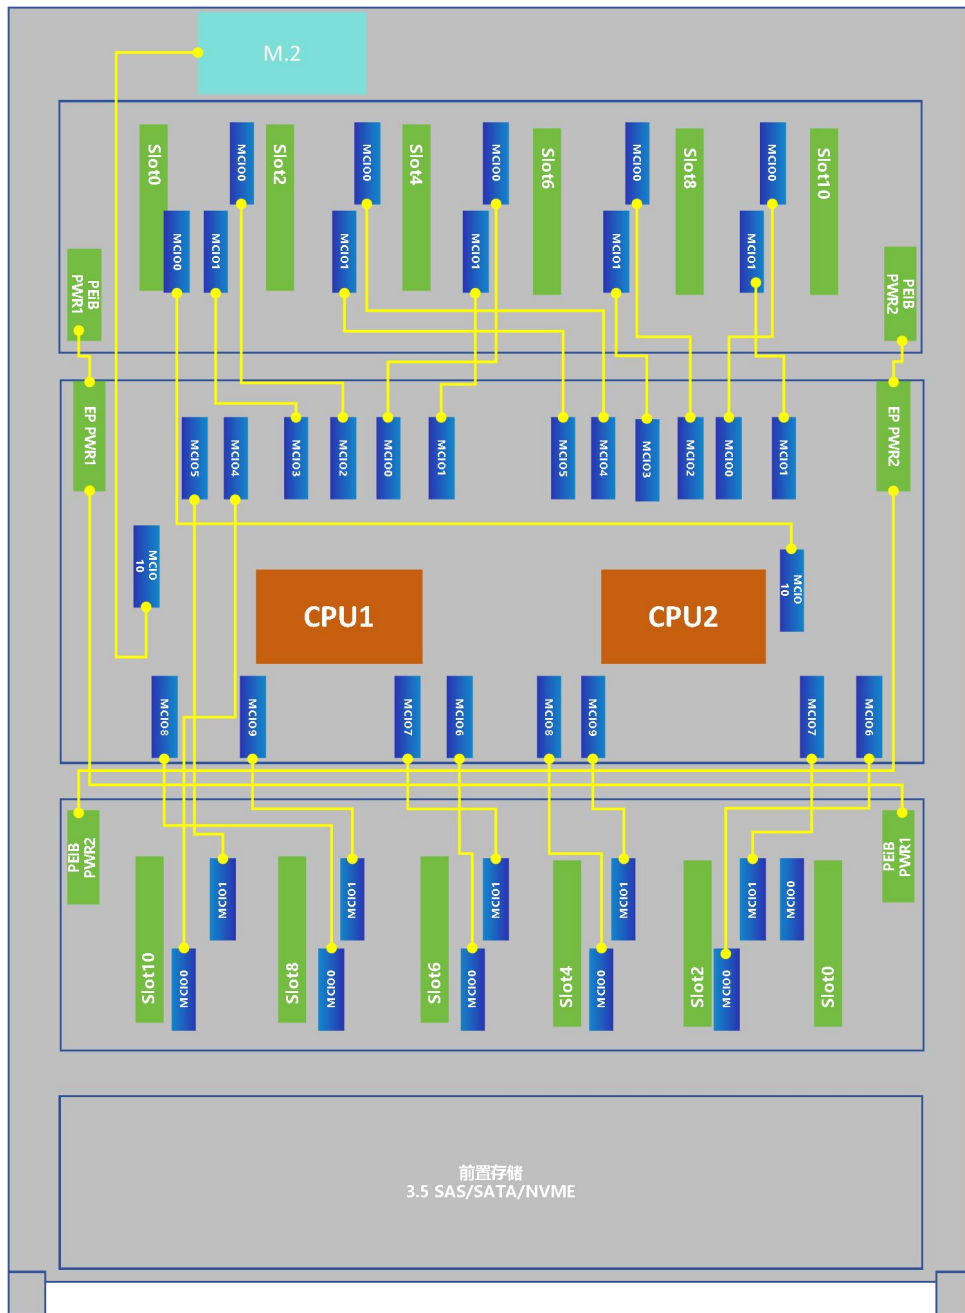 M.2
Slot0
MCIO0
Slot2
MCIO0
Slot4
MCIO0
Slot6
MCIO0
Slot8
MCIO0
Slot10
MCIO0
MCIO1
MCIO1
MCIO1
MCIO1
MCIO1
PEiB
PWR1
PEiB
PWR2
EP PWR1
EP PWR2
MCIO5
MCIO4
MCIO3
MCIO2
MCIO0
MCIO1
MCIO5
MCIO4
MCIO3
MCIO2
MCIO0
MCIO1
MCIO
10
MCIO
10
CPU1
CPU2
MCIO8
MCIO9
MCIO7
MCIO6
MCIO8
MCIO9
MCIO7
MCIO6
PEiB
PWR2
PEiB
PWR1
MCIO1
MCIO1
MCIO1
MCIO1
MCIO1
MCIO0
Slot10
MCIO0
Slot8
MCIO0
Slot6
MCIO0
Slot4
MCIO0
Slot2
MCIO0
Slot0
前置存储
3.5 SAS/SATA/NVME